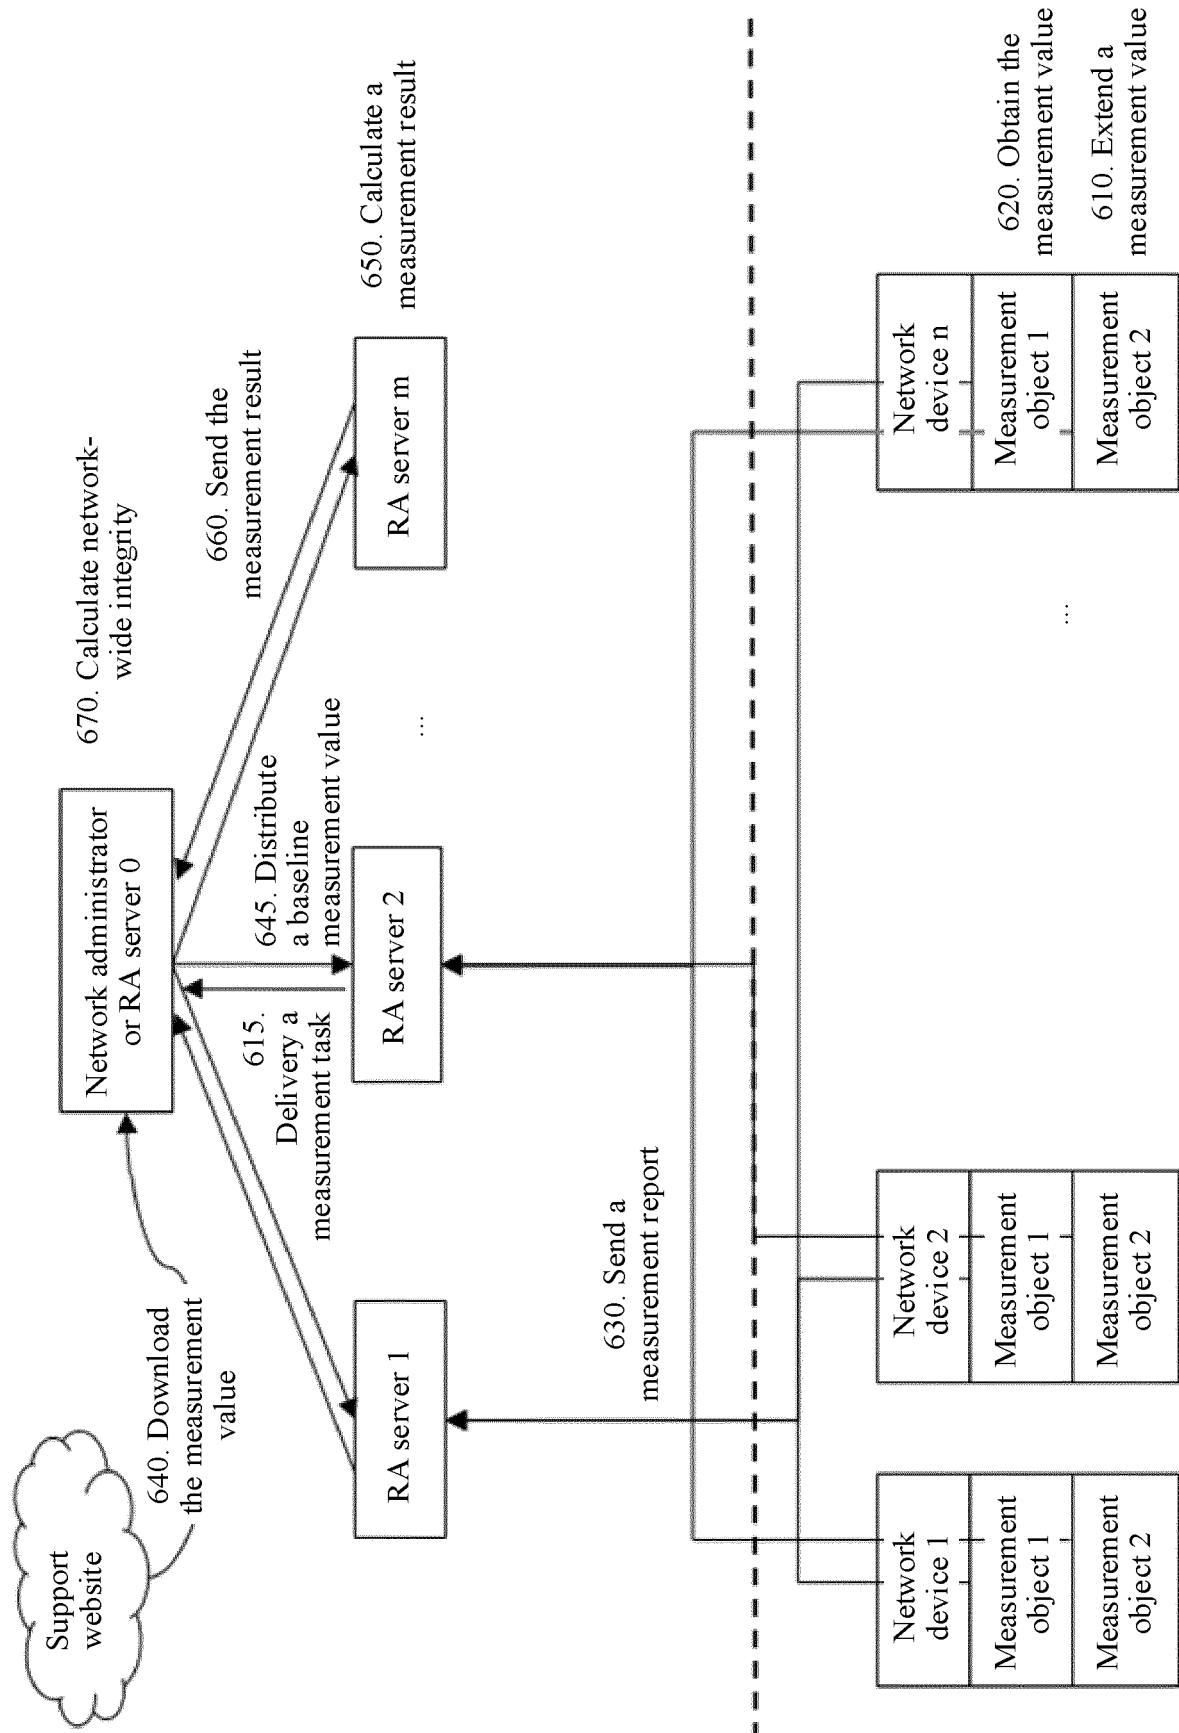 Support
website
640. Download
the measurement
value
Network administrator
or RA server 0
670. Calculate network-
wide integrity
615.
Delivery a
measurement task
645. Distribute
a baseline
measurement value
660. Send the
measurement result
RA server 1
RA server 2
...
RA server m
650. Calculate a
measurement result
630. Send a
measurement report
Network
device 1
Measurement
object 1
Measurement
object 2
Network
device 2
Measurement
object 1
Measurement
object 2
...
Network
device n
Measurement
object 1
Measurement
object 2
620. Obtain the
measurement value
610. Extend a
measurement value